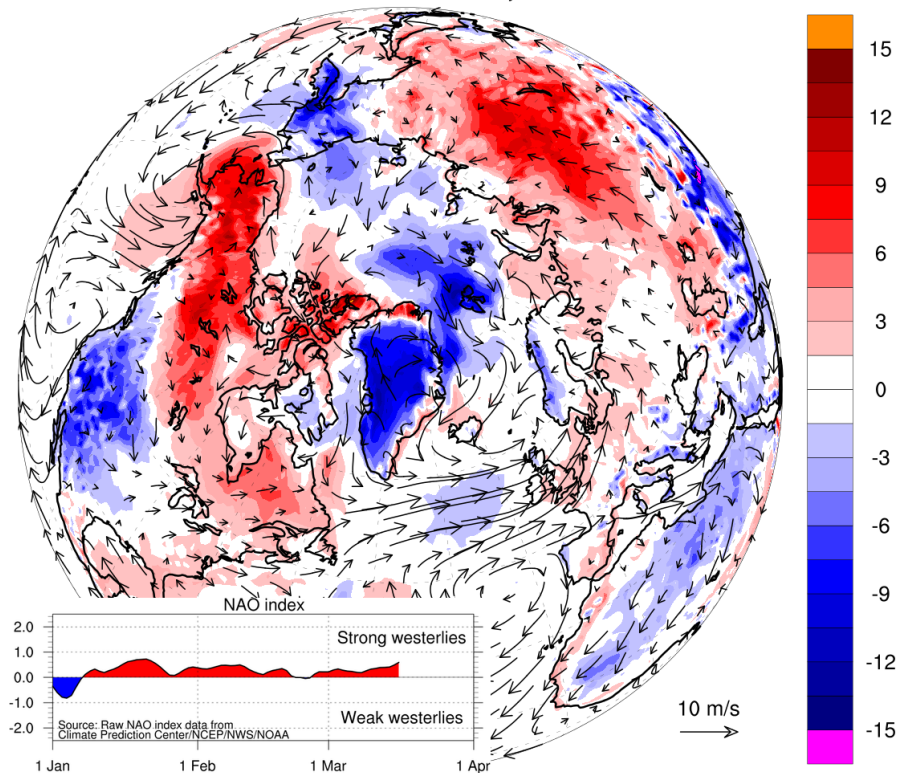 15
12
9
6
3
0
-3
-6
-9
-12
-15
10 m/s
NAO index
2.0
1.0
0.0
-1.0
-2.0
Strong westerlies
Weak westerlies
Source: Raw NAO index data from
Climate Prediction Center/NCEP/NWS/NOAA
1 Jan
1 Feb
1 Mar
1 Apr